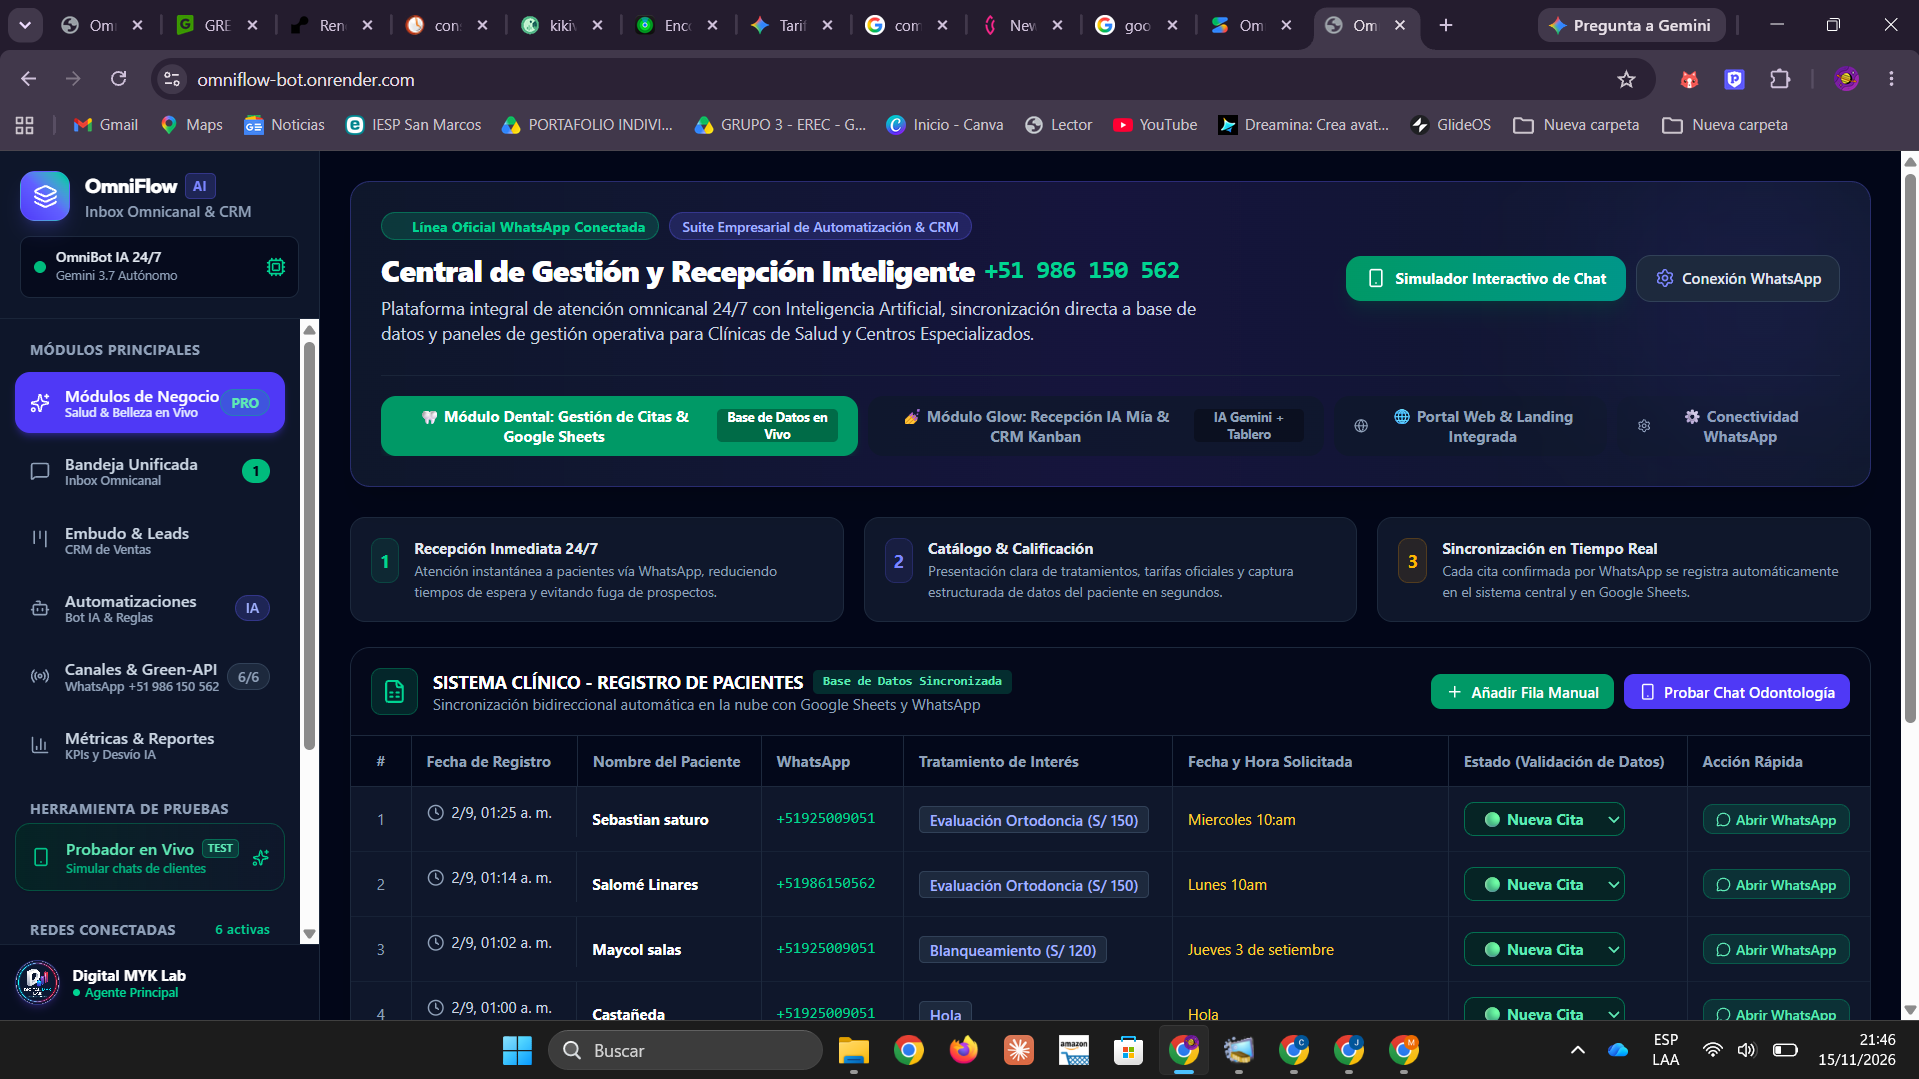 Om
GRE
Ren
con
kikiv
Enco
Tarif
com
New
goo
Om
Om
Pregunta a Gemini
omniflow-bot.onrender.com
Gmail
Maps
Noticias
IESP San Marcos
PORTAFOLIO INDIVI...
GRUPO 3 - EREC - G...
Inicio - Canva
Lector
YouTube
Dreamina: Crea avat...
GlideOS
Nueva carpeta
Nueva carpeta
OmniFlow AI
Inbox Omnicanal & CRM
OmniBot IA 24/7
Gemini 3.7 Autónomo
MÓDULOS PRINCIPALES
Módulos de Negocio
Salud & Belleza en Vivo
PRO
Bandeja Unificada
Inbox Omnicanal
1
Embudo & Leads
CRM de Ventas
Automatizaciones
Bot IA & Reglas
IA
Canales & Green-API
WhatsApp +51 986 150 562
6/6
Métricas & Reportes
KPIs y Desvío IA
HERRAMIENTA DE PRUEBAS
Probador en Vivo TEST
Simular chats de clientes
REDES CONECTADAS 6 activas
Digital MYK Lab
Agente Principal
Línea Oficial WhatsApp Conectada
Suite Empresarial de Automatización & CRM
Central de Gestión y Recepción Inteligente +51 986 150 562
Plataforma integral de atención omnicanal 24/7 con Inteligencia Artificial, sincronización directa a base de
datos y paneles de gestión operativa para Clínicas de Salud y Centros Especializados.
Simulador Interactivo de Chat
Conexión WhatsApp
Módulo Dental: Gestión de Citas &
Google Sheets
Base de Datos en
Vivo
Módulo Glow: Recepción IA Mía &
CRM Kanban
IA Gemini +
Tablero
Portal Web & Landing
Integrada
Conectividad
WhatsApp
1
Recepción Inmediata 24/7
Atención instantánea a pacientes vía WhatsApp, reduciendo
tiempos de espera y evitando fuga de prospectos.
2
Catálogo & Calificación
Presentación clara de tratamientos, tarifas oficiales y captura
estructurada de datos del paciente en segundos.
3
Sincronización en Tiempo Real
Cada cita confirmada por WhatsApp se registra automáticamente
en el sistema central y en Google Sheets.
SISTEMA CLÍNICO - REGISTRO DE PACIENTES Base de Datos Sincronizada
Sincronización bidireccional automática en la nube con Google Sheets y WhatsApp
+ Añadir Fila Manual
Probar Chat Odontología
# Fecha de Registro Nombre del Paciente WhatsApp Tratamiento de Interés Fecha y Hora Solicitada Estado (Validación de Datos) Acción Rápida
1 2/9, 01:25 a. m. Sebastian saturo +51925009051 Evaluación Ortodoncia (S/ 150) Miercoles 10:am Nueva Cita Abrir WhatsApp
2 2/9, 01:14 a. m. Salomé Linares +51986150562 Evaluación Ortodoncia (S/ 150) Lunes 10am Nueva Cita Abrir WhatsApp
3 2/9, 01:02 a. m. Maycol salas +51925009051 Blanqueamiento (S/ 120) Jueves 3 de setiembre Nueva Cita Abrir WhatsApp
4 2/9, 01:00 a. m. Castañeda +51925009051 Hola Hola Nueva Cita Abrir WhatsApp
Buscar
amazon
ESP
LAA
21:46
15/11/2026